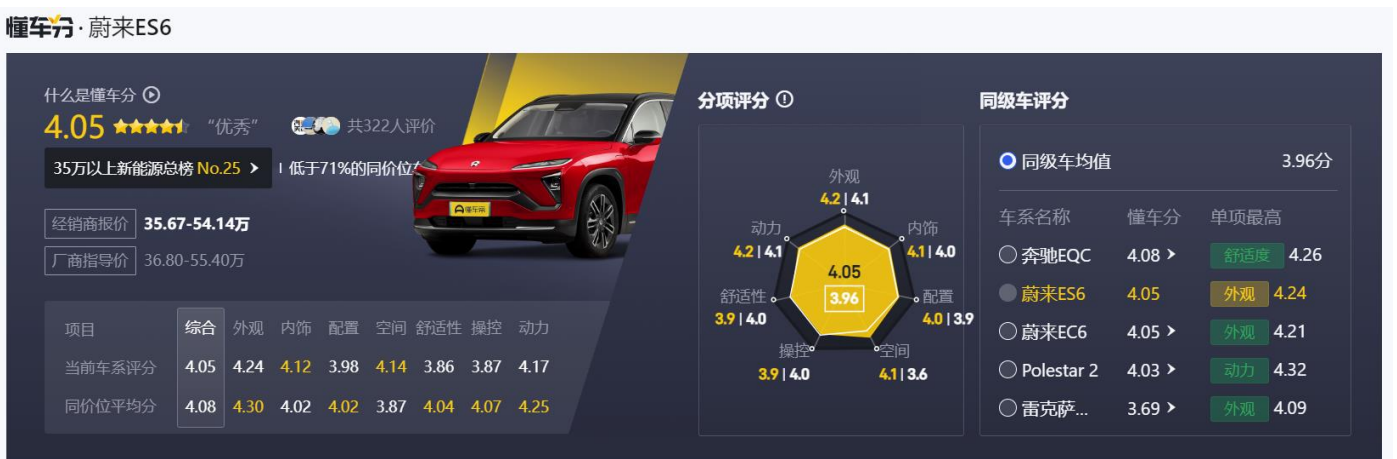 懂车分·蔚来ES6
什么是懂车分
4.05 “优秀” 共322人评价
35万以上新能源总榜 No.25 > 低于71%的同价位
经销商报价 35.67-54.14万
厂商指导价 36.80-55.40万
懂车帝
项目 综合 外观 内饰 配置 空间 舒适性 操控 动力
当前车系评分 4.05 4.24 4.12 3.98 4.14 3.86 3.87 4.17
同价位平均分 4.08 4.30 4.02 4.02 3.87 4.04 4.07 4.25
分项评分
外观
4.2 | 4.1
动力
4.2 | 4.1
内饰
4.1 | 4.0
4.05
3.96
舒适性
3.9 | 4.0
配置
4.0 | 3.9
操控
3.9 | 4.0
空间
4.1 | 3.6
同级车评分
同级车均值 3.96分
车系名称 懂车分 单项最高
奔驰EQC 4.08 > 舒适度 4.26
蔚来ES6 4.05 外观 4.24
蔚来EC6 4.05 > 外观 4.21
Polestar 2 4.03 > 动力 4.32
雷克萨... 3.69 > 外观 4.09